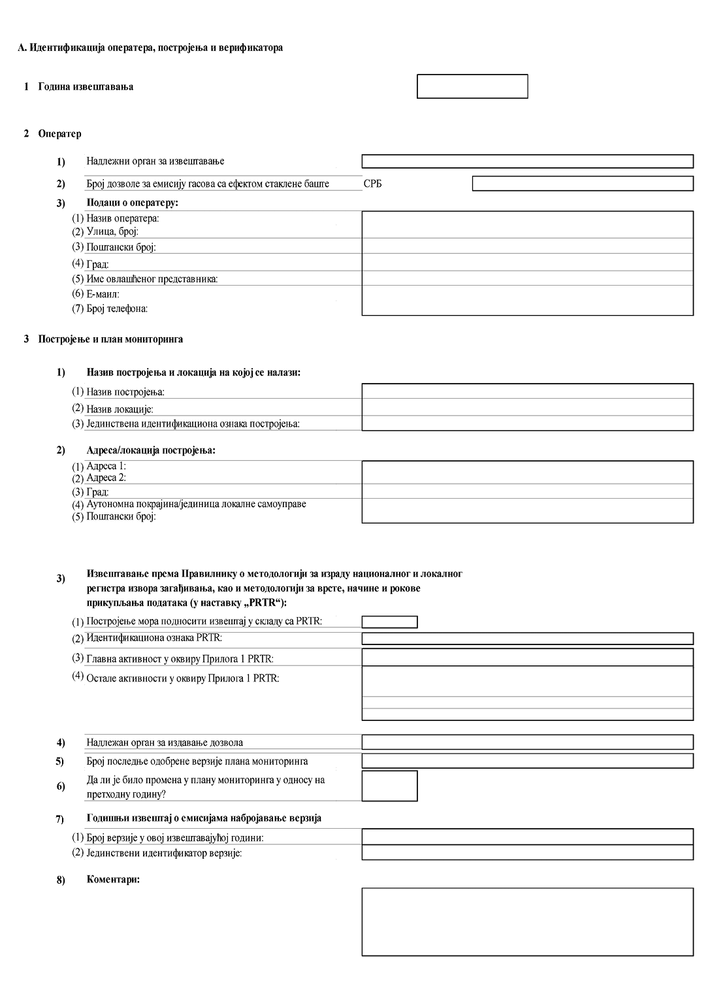 А. Идентификација оператера, постројења и верификатора
1 Година извештавања
2 Оператер
1) Надлежни орган за извештавање
2) Број дозволе за емисију гасова са ефектом стаклене баште СРБ
3) Подаци о оператеру:
(1) Назив оператера:
(2) Улица, број:
(3) Поштански број:
(4) Град:
(5) Име овлашћеног представника:
(6) Е-маил:
(7) Број телефона:
3 Постројење и план мониторинга
1) Назив постројења и локација на којој се налази:
(1) Назив постројења:
(2) Назив локације:
(3) Јединствена идентификациона ознака постројења:
2) Адреса/локација постројења:
(1) Адреса 1:
(2) Адреса 2:
(3) Град:
(4) Аутономна покрајина/јединица локалне самоуправе
(5) Поштански број:
3) Извештавање према Правилнику о методологији за израду националног и локалног
регистра извора загађивања, као и методологији за врсте, начине и рокове
прикупљања података (у наставку „PRTR“):
(1) Постројење мора подносити извештај у складу са PRTR:
(2) Идентификациона ознака PRTR:
(3) Главна активност у оквиру Прилога 1 PRTR:
(4) Остале активности у оквиру Прилога 1 PRTR:
4) Надлежан орган за издавање дозвола
5) Број последње одобрене верзије плана мониторинга
6) Да ли је било промена у плану мониторинга у односу на
претходну годину?
7) Годишњи извештај о емисијама набројавање верзија
(1) Број верзије у овој извештавајућој години:
(2) Јединствени идентификатор верзије:
8) Коментари: